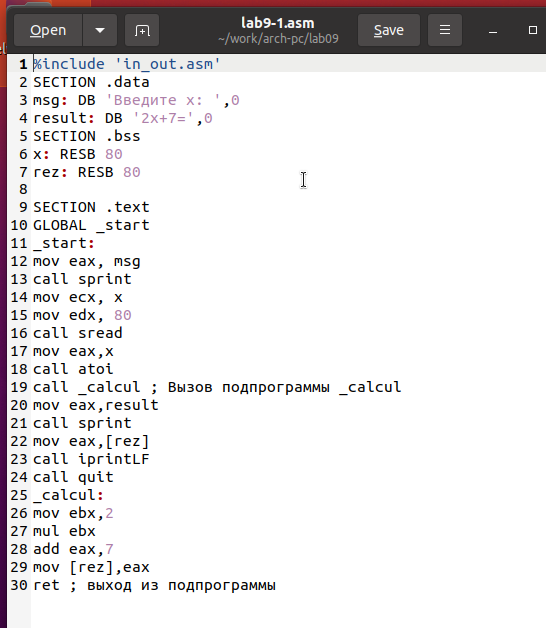 Open
lab9-1.asm
~/work/arch-pc/lab09
Save
1 %include 'in_out.asm'
2 SECTION .data
3 msg: DB 'Введите x: ',0
4 result: DB '2x+7=',0
5 SECTION .bss
6 x: RESB 80
7 rez: RESB 80
8
9 SECTION .text
10 GLOBAL _start
11 _start:
12 mov eax, msg
13 call sprint
14 mov ecx, x
15 mov edx, 80
16 call sread
17 mov eax,x
18 call atoi
19 call _calcul ; Вызов подпрограммы _calcul
20 mov eax,result
21 call sprint
22 mov eax,[rez]
23 call iprintLF
24 call quit
25 _calcul:
26 mov ebx,2
27 mul ebx
28 add eax,7
29 mov [rez],eax
30 ret ; выход из подпрограммы